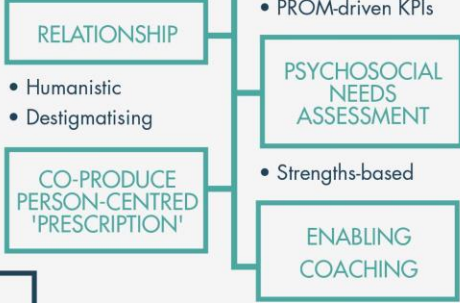 RELATIONSHIP
• Humanistic
• Destigmatising
CO-PRODUCE
PERSON-CENTRED
'PRESCRIPTION'
• PROM-driven KPIs
PSYCHOSOCIAL
NEEDS
ASSESSMENT
• Strengths-based
ENABLING
COACHING